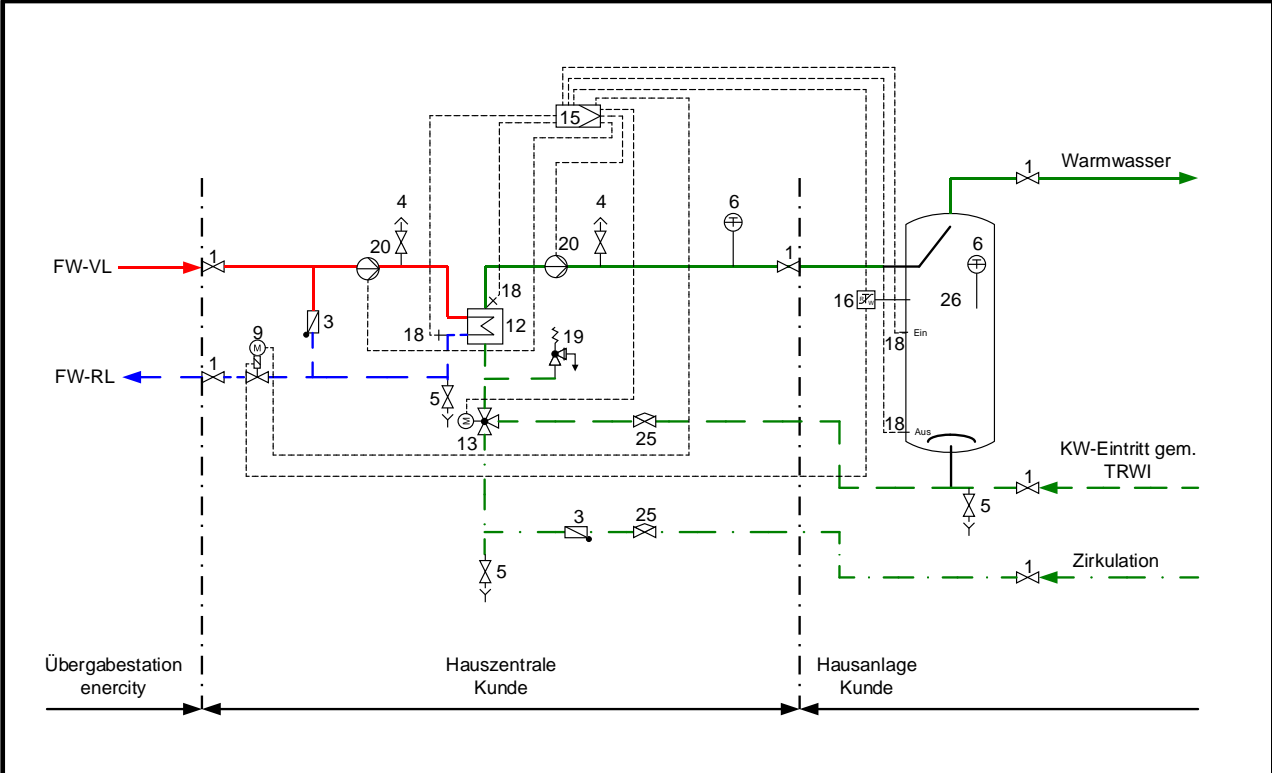 15
1
Warmwasser
4
4
6
20
20
6
FW-VL
1
1
18
16
26
3
18
12
19
Ein
18
9
M
FW-RL
1
5
M
13
25
18
Aus
KW-Eintritt gem.
TRWI
1
5
3
25
5
1
Zirkulation
Übergabestation
enercity
Hauszentrale
Kunde
Hausanlage
Kunde